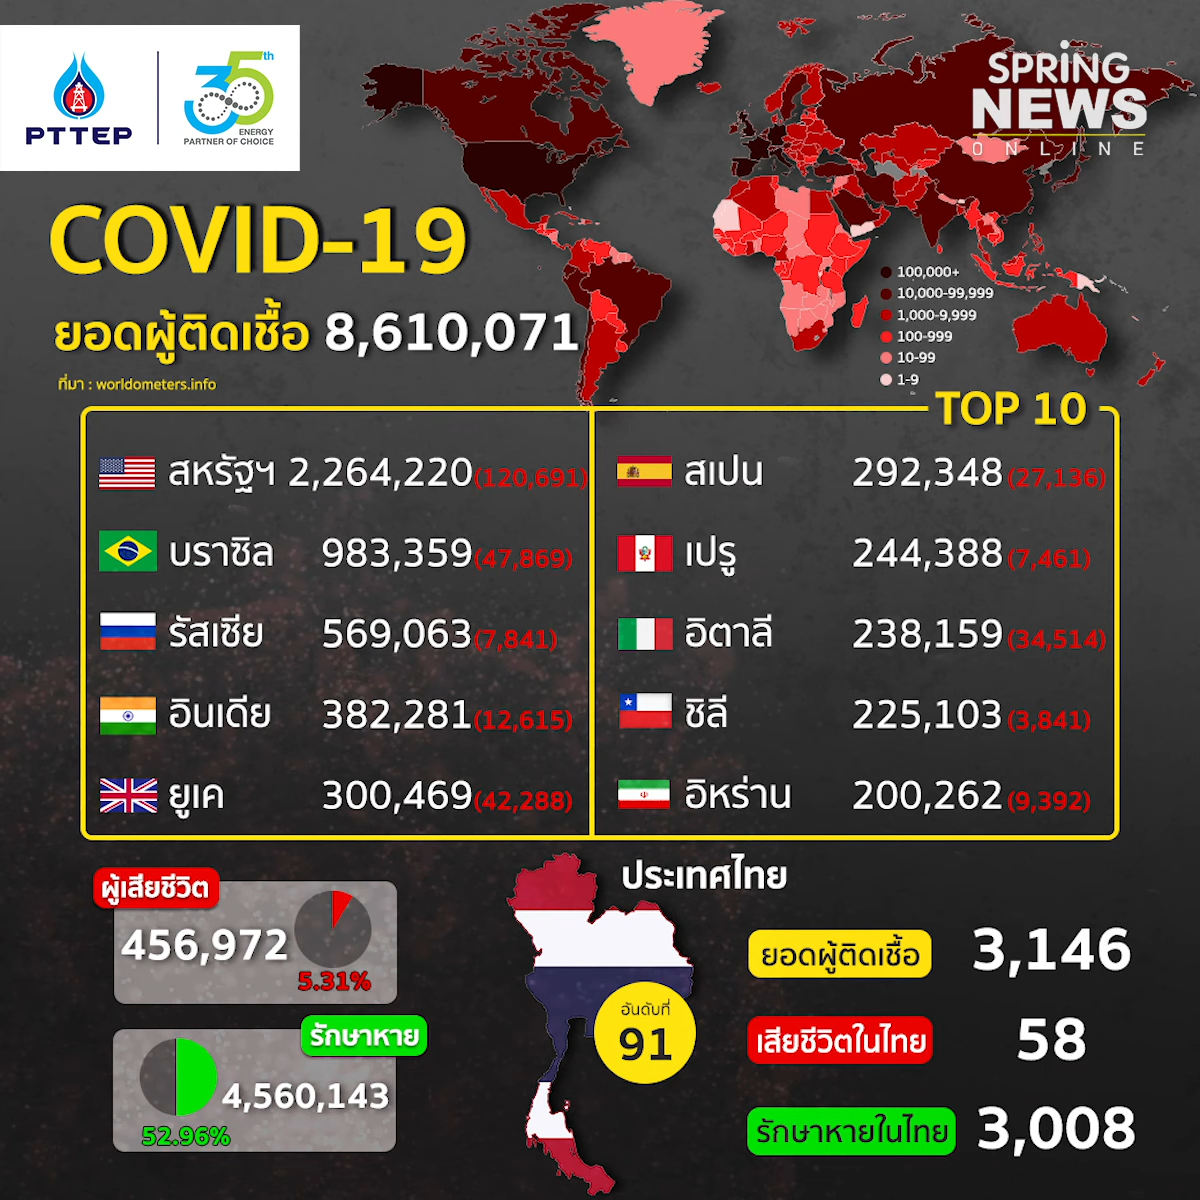 PTTEP
35th
ENERGY
PARTNER OF CHOICE
SPRiNG
NEWS
ONLINE
COVID-19
ยอดผู้ติดเชื้อ 8,610,071
ที่มา : worldometers.info
100,000+
10,000-99,999
1,000-9,999
100-999
10-99
1-9
TOP 10
สหรัฐฯ 2,264,220(120,691)
บราซิล 983,359(47,869)
รัสเซีย 569,063(7,841)
อินเดีย 382,281(12,615)
ยูเค 300,469(42,288)
สเปน 292,348(27,136)
เปรู 244,388(7,461)
อิตาลี 238,159(34,514)
ชิลี 225,103(3,841)
อิหร่าน 200,262(9,392)
ผู้เสียชีวิต
456,972
5.31%
รักษาหาย
4,560,143
52.96%
ประเทศไทย
อันดับที่
91
ยอดผู้ติดเชื้อ 3,146
เสียชีวิตในไทย 58
รักษาหายในไทย 3,008